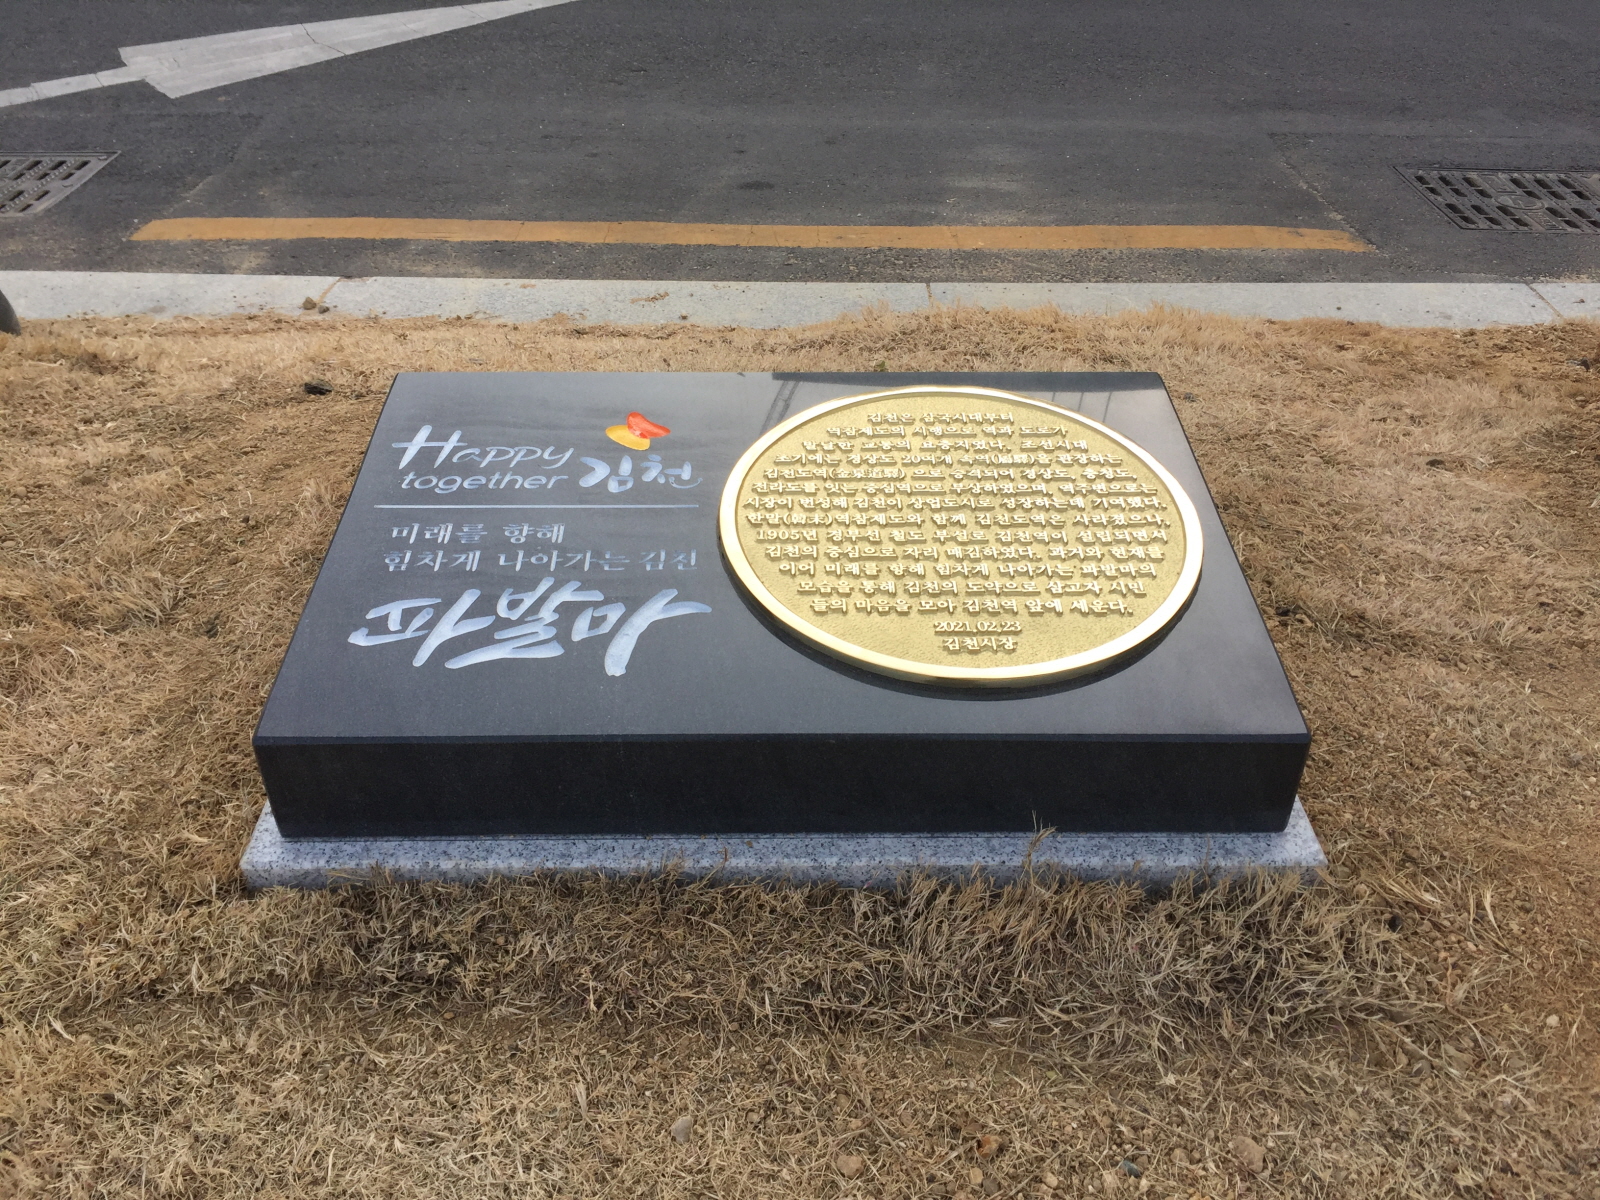 Happy
together 김천
미래를 향해
힘차게 나아가는 김천
파발마
김천은 삼국시대부터
역참제도의 시행으로 역과 도로가
발달한 교통의 요충지였다. 조선시대
초기에는 경상도 20여개 속역(屬驛)을 관장하는
김천도역(金泉道驛) 으로 승격되어 경상도, 충청도,
전라도를 잇는 중심역으로 부상하였으며, 역주변으로는
시장이 번성해 김천이 상업도시로 성장하는데 기여했다.
한말(韓末)역참제도와 함께 김천도역은 사라졌으나,
1905년 경부선 철도 부설로 김천역이 설립되면서
김천의 중심으로 자리 매김하였다. 과거와 현재를
이어 미래를 향해 힘차게 나아가는 파발마의
모습을 통해 김천의 도약으로 삼고자 시민
들의 마음을 모아 김천역 앞에 세운다.
2021.02.23
김천시장